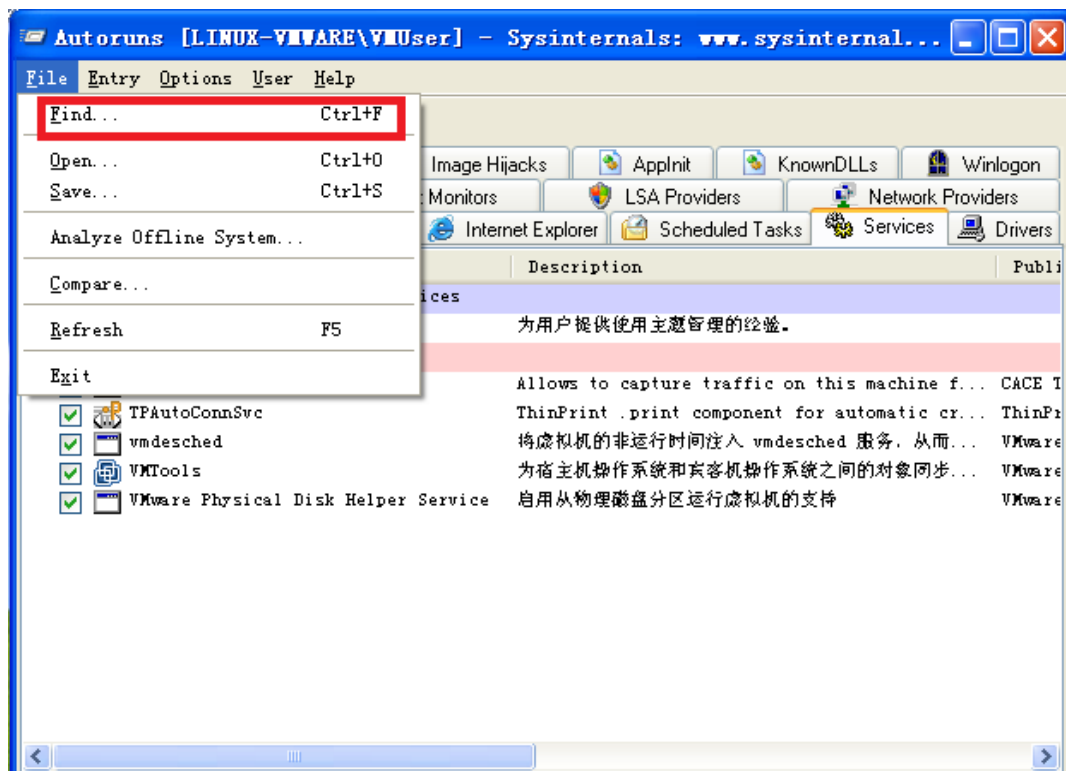 Autoruns [LINUX-VMWARE\VMUser] - Sysinternals: www.sysinternal...
File Entry Options User Help
Find... Ctrl+F
Open... Ctrl+O
Save... Ctrl+S
Analyze Offline System...
Compare...
Refresh F5
Exit
Image Hijacks AppInit KnownDLLs Winlogon
Monitors LSA Providers Network Providers
Internet Explorer Scheduled Tasks Services Drivers
Description Publi
ices
为用户提供使用主题管理的经验。
Allows to capture traffic on this machine f... CACE T
TPAutoConnSvc ThinPrint .print component for automatic cr... ThinPr
vmdesched 将虚拟机的非运行时间注入 vmdesched 服务，从而... VMware
VMTools 为宿主机操作系统和宾客机操作系统之间的对象同步... VMware
VMware Physical Disk Helper Service 启用从物理磁盘分区运行虚拟机的支持 VMware